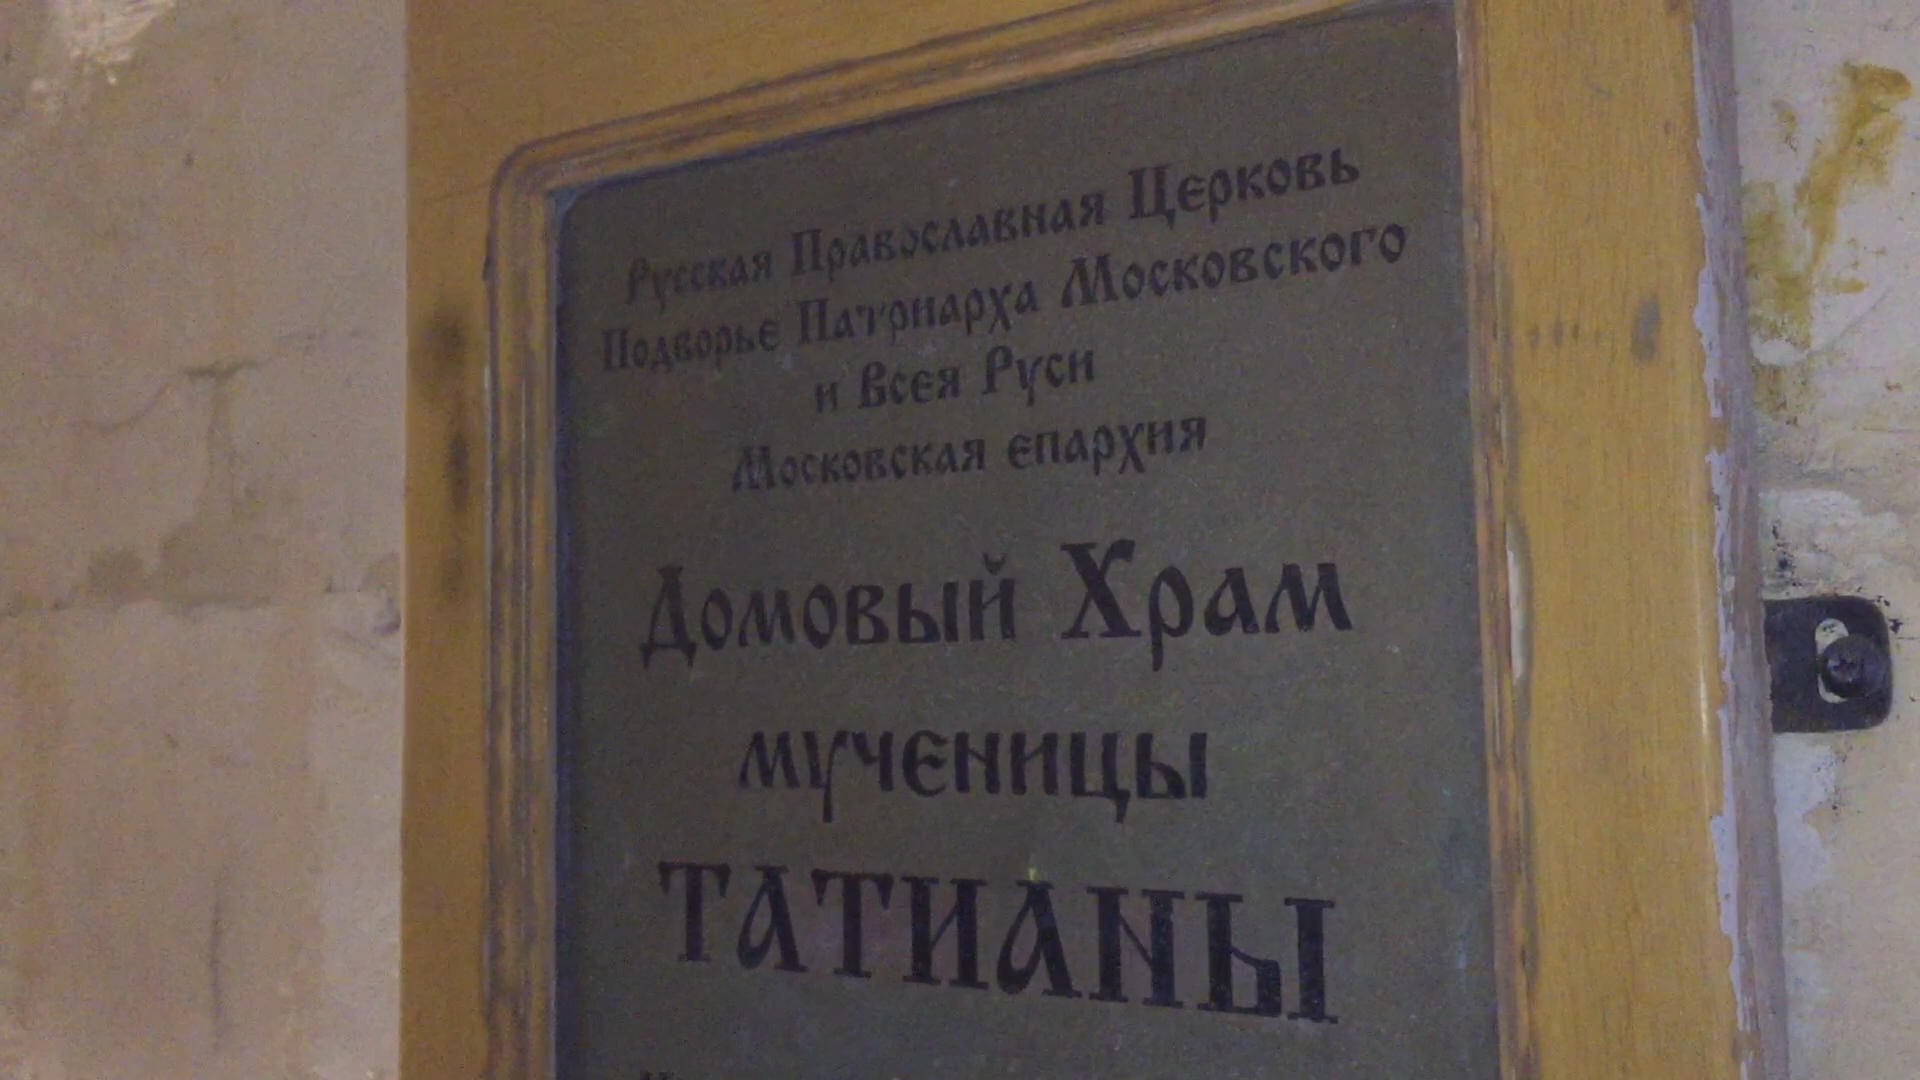 Русская Православная Церковь
Подворье Патриарха Московского
и Всея Руси
Московская епархия
Домовый Храм
мученицы
ТАТИАНЫ